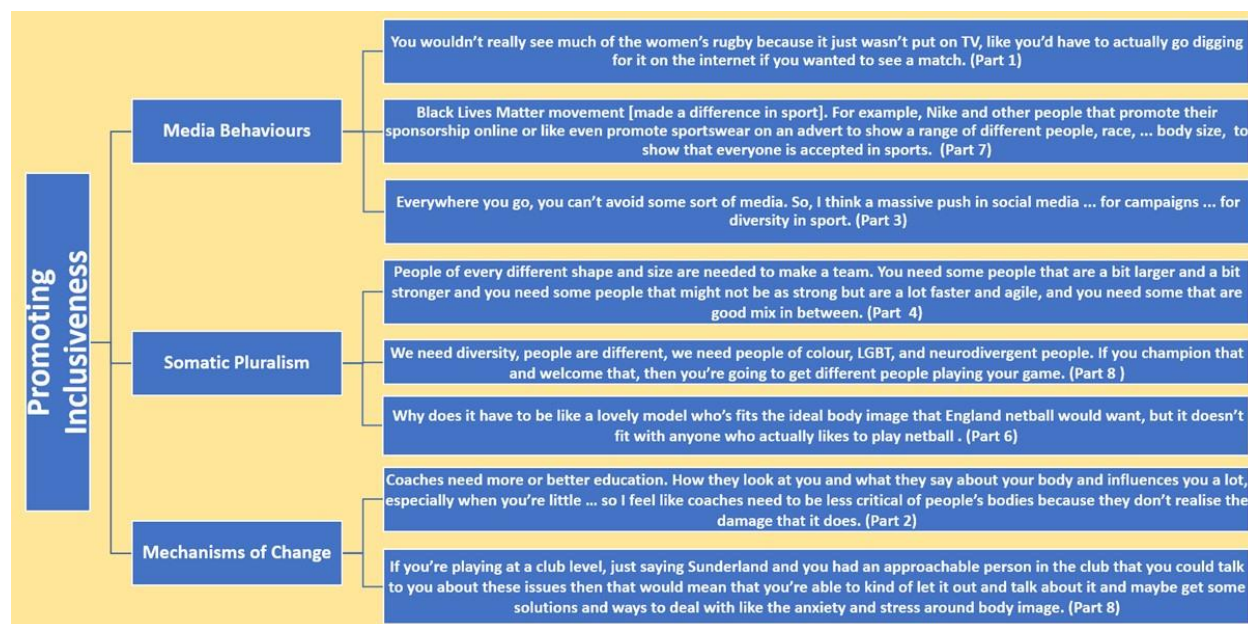 Promoting
Inclusiveness
Media Behaviours
You wouldn't really see much of the women's rugby because it just wasn't put on TV, like you'd have to actually go digging
for it on the internet if you wanted to see a match. (Part 1)
Black Lives Matter movement [made a difference in sport]. For example, Nike and other people that promote their
sponsorship online or like even promote sportswear on an advert to show a range of different people, race, ... body size, to
show that everyone is accepted in sports. (Part 7)
Everywhere you go, you can't avoid some sort of media. So, I think a massive push in social media ... for campaigns ... for
diversity in sport. (Part 3)
Somatic Pluralism
People of every different shape and size are needed to make a team. You need some people that are a bit larger and a bit
stronger and you need some people that might not be as strong but are a lot faster and agile, and you need some that are
good mix in between. (Part 4)
We need diversity, people are different, we need people of colour, LGBT, and neurodivergent people. If you champion that
and welcome that, then you're going to get different people playing your game. (Part 8 )
Why does it have to be like a lovely model who's fits the ideal body image that England netball would want, but it doesn't
fit with anyone who actually likes to play netball . (Part 6)
Mechanisms of Change
Coaches need more or better education. How they look at you and what they say about your body and influences you a lot,
especially when you're little ... so I feel like coaches need to be less critical of people's bodies because they don't realise the
damage that it does. (Part 2)
If you're playing at a club level, just saying Sunderland and you had an approachable person in the club that you could talk
to you about these issues then that would mean that you're able to kind of let it out and talk about it and maybe get some
solutions and ways to deal with like the anxiety and stress around body image. (Part 8)